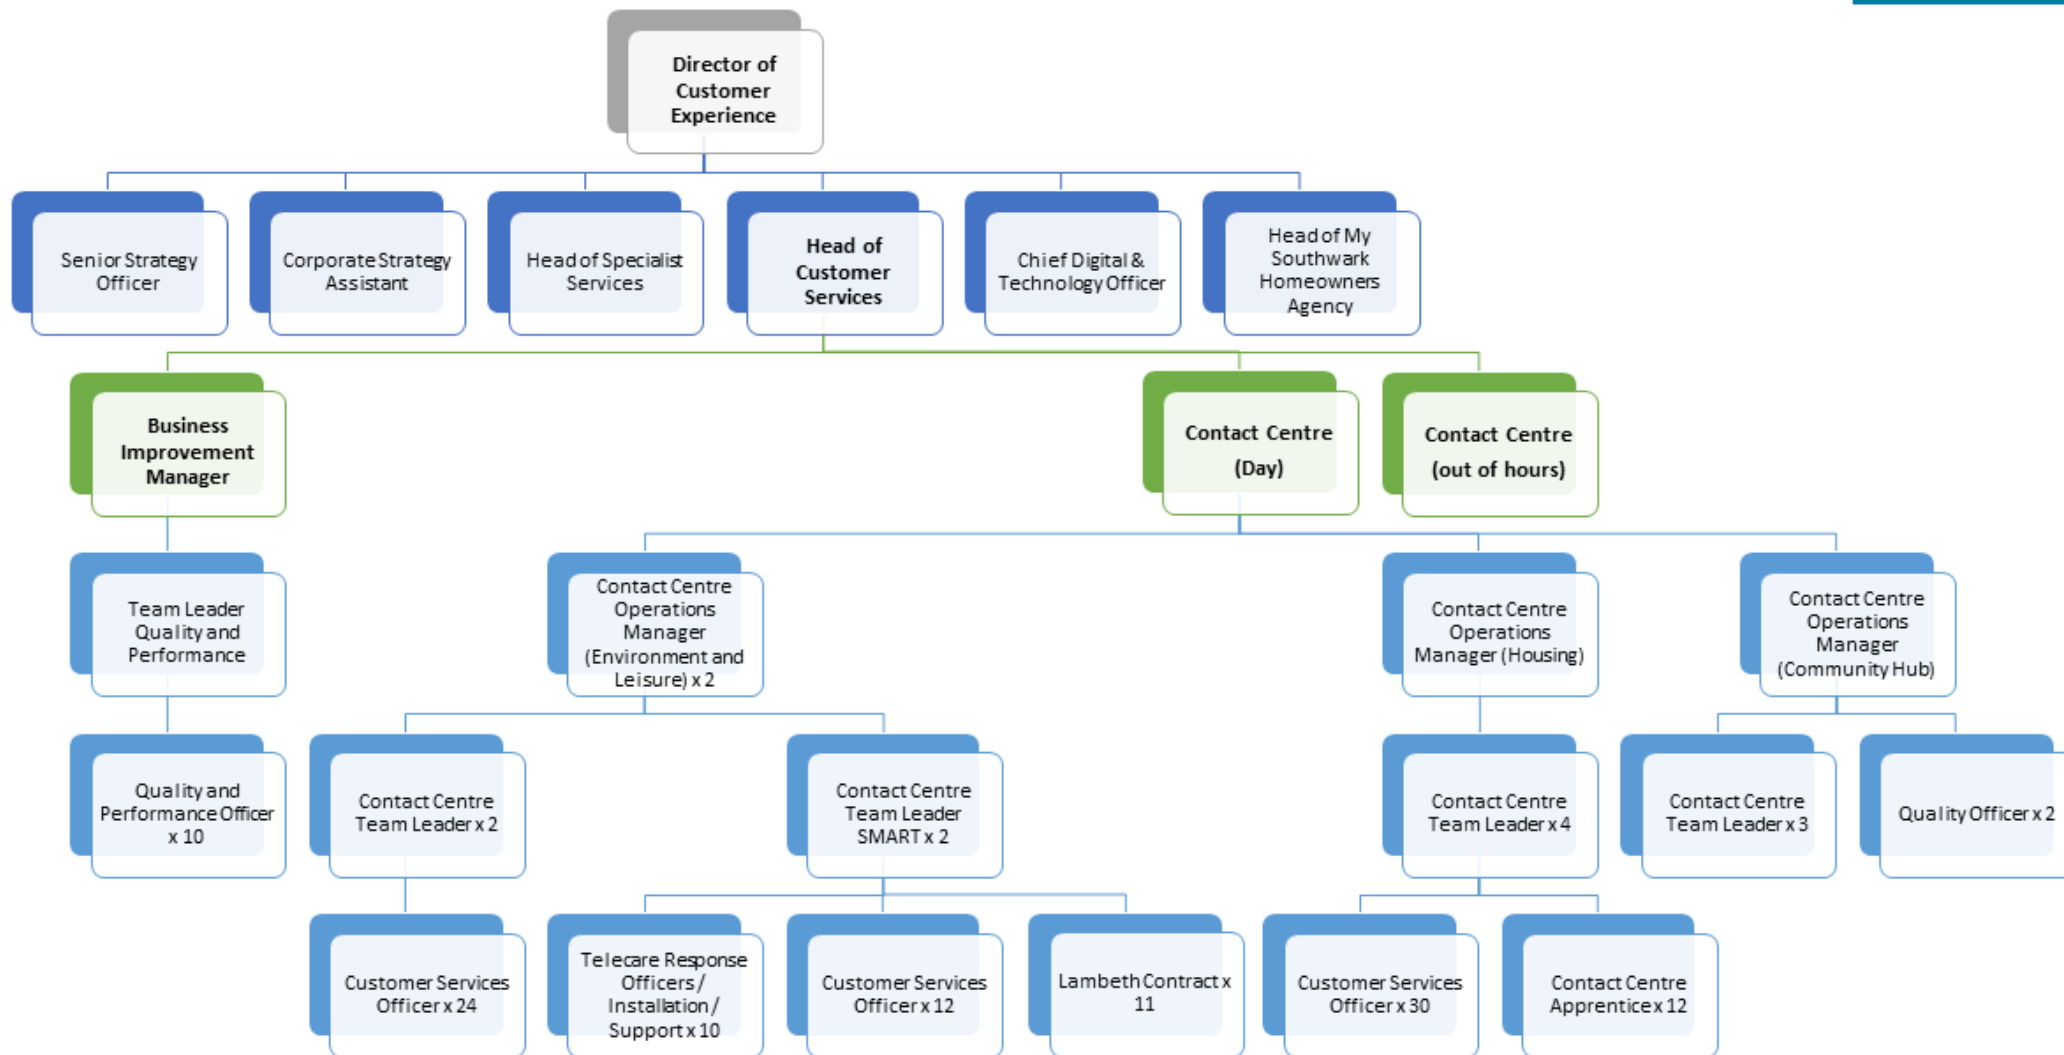 Director of
Customer
Experience
Senior Strategy
Officer
Corporate Strategy
Assistant
Head of Specialist
Services
Head of
Customer
Services
Chief Digital &
Technology Officer
Head of My
Southwark
Homeowners
Agency
Business
Improvement
Manager
Contact Centre
(Day)
Contact Centre
(out of hours)
Team Leader
Quality and
Performance
Contact Centre
Operations
Manager
(Environment and
Leisure) x 2
Contact Centre
Operations
Manager (Housing)
Contact Centre
Operations
Manager
(Community Hub)
Quality and
Performance Officer
x 10
Contact Centre
Team Leader x 2
Contact Centre
Team Leader
SMART x 2
Contact Centre
Team Leader x 4
Contact Centre
Team Leader x 3
Quality Officer x 2
Customer Services
Officer x 24
Telecare Response
Officers /
Installation /
Support x 10
Customer Services
Officer x 12
Lambeth Contract x
11
Customer Services
Officer x 30
Contact Centre
Apprentice x 12